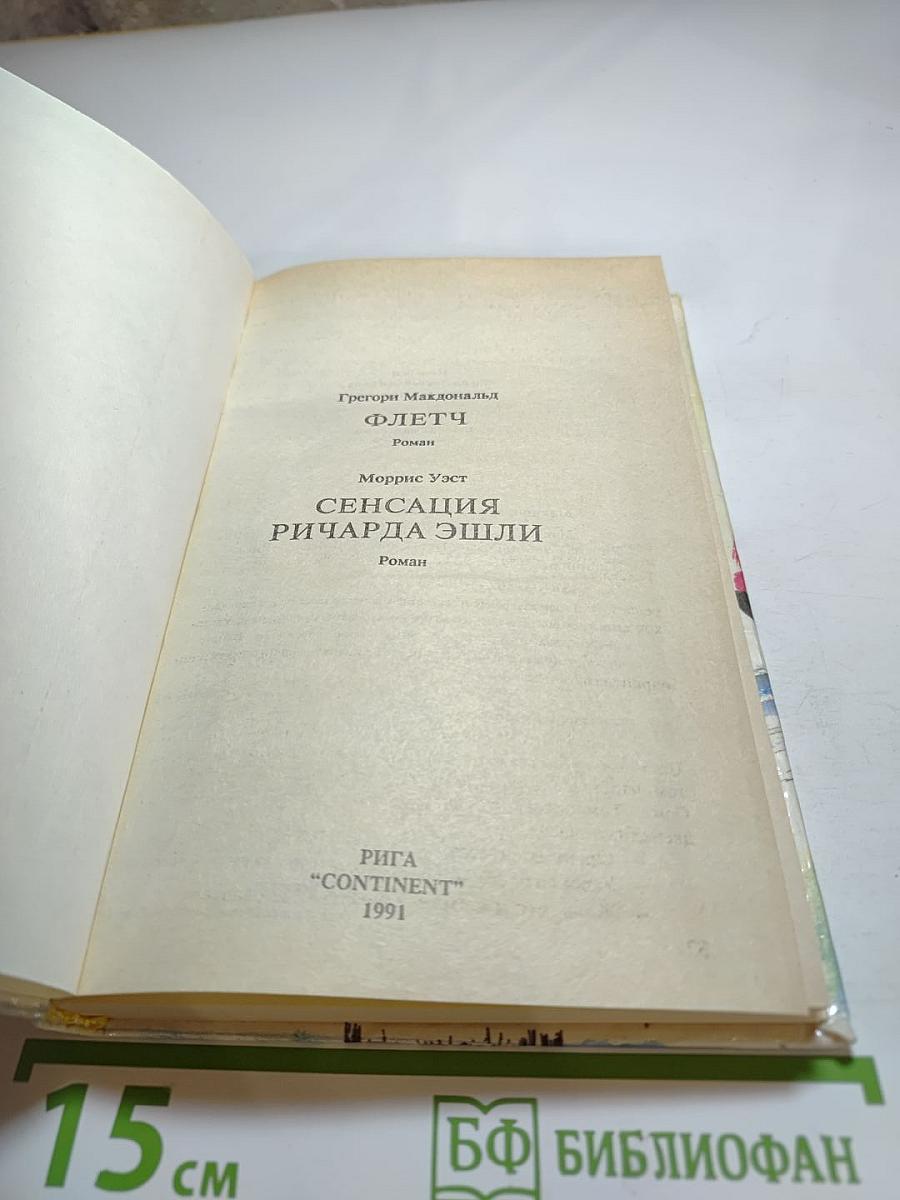 Грегори Макдональд
ФЛЕТЧ
Роман
Моррис Уэст
СЕНСАЦИЯ
РИЧАРДА ЭШЛИ
Роман
РИГА
“CONTINENT”
1991
15 см
БФ БИБЛИОФАН